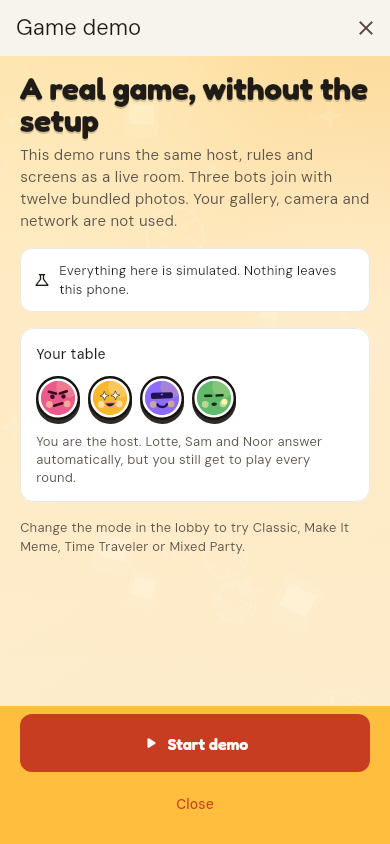 Game demo
A real game, without the
setup
This demo runs the same host, rules and
screens as a live room. Three bots join with
twelve bundled photos. Your gallery, camera and
network are not used.
Everything here is simulated. Nothing leaves
this phone.
Your table
You are the host. Lotte, Sam and Noor answer
automatically, but you still get to play every
round.
Change the mode in the lobby to try Classic, Make It
Meme, Time Traveler or Mixed Party.
Start demo
Close